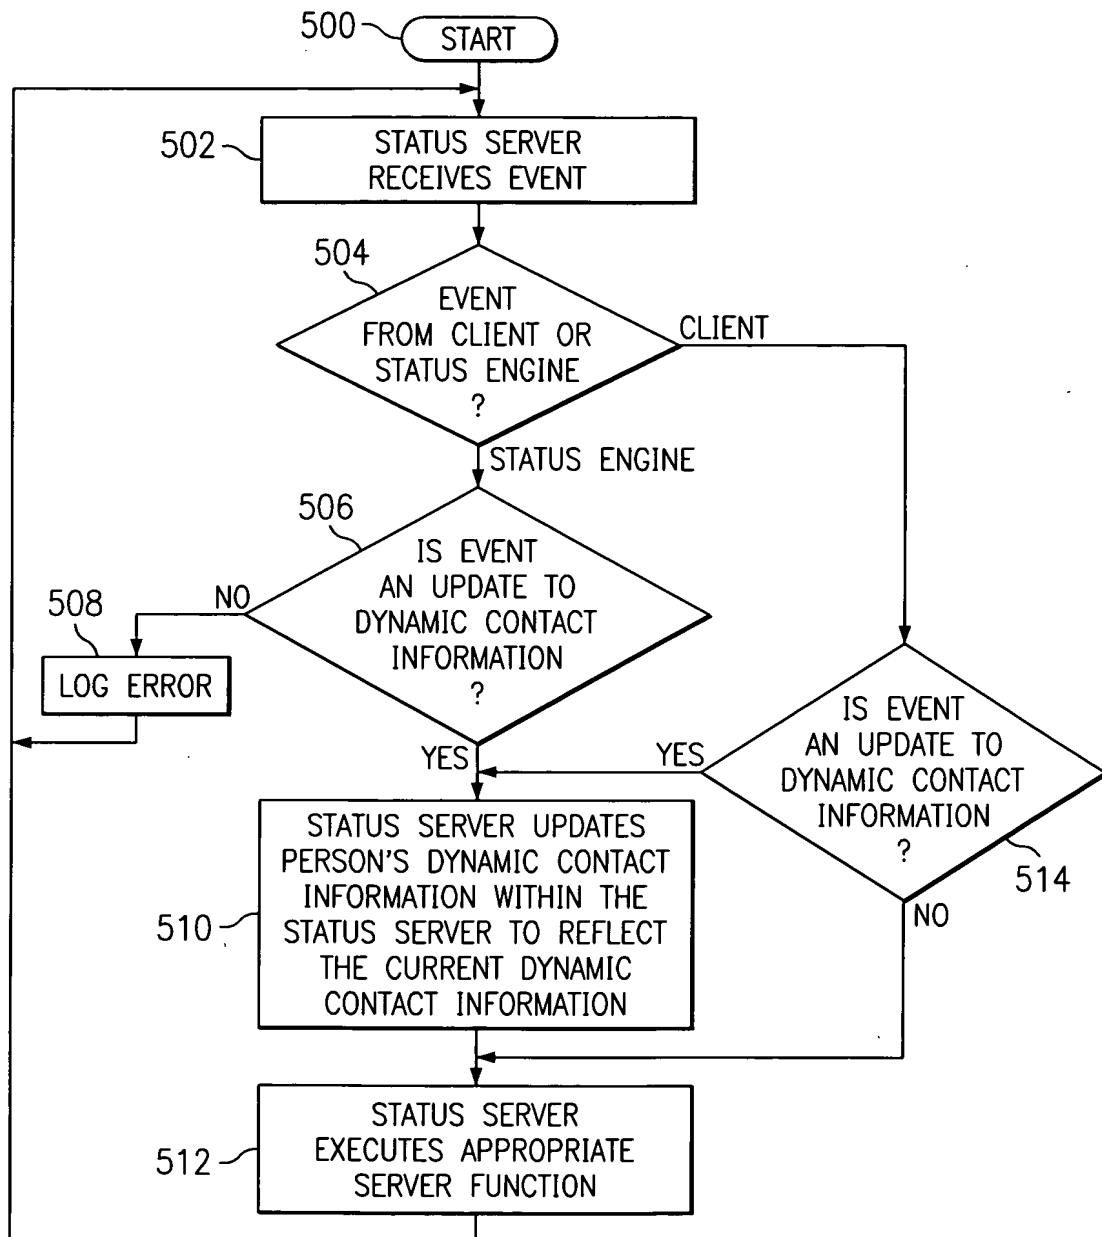 500
START
502
STATUS SERVER
RECEIVES EVENT
504
EVENT
FROM CLIENT OR
STATUS ENGINE
?
CLIENT
STATUS ENGINE
506
IS EVENT
AN UPDATE TO
DYNAMIC CONTACT
INFORMATION
?
NO
508
LOG ERROR
YES
YES
IS EVENT
AN UPDATE TO
DYNAMIC CONTACT
INFORMATION
?
514
NO
510
STATUS SERVER UPDATES
PERSON'S DYNAMIC CONTACT
INFORMATION WITHIN THE
STATUS SERVER TO REFLECT
THE CURRENT DYNAMIC
CONTACT INFORMATION
512
STATUS SERVER
EXECUTES APPROPRIATE
SERVER FUNCTION